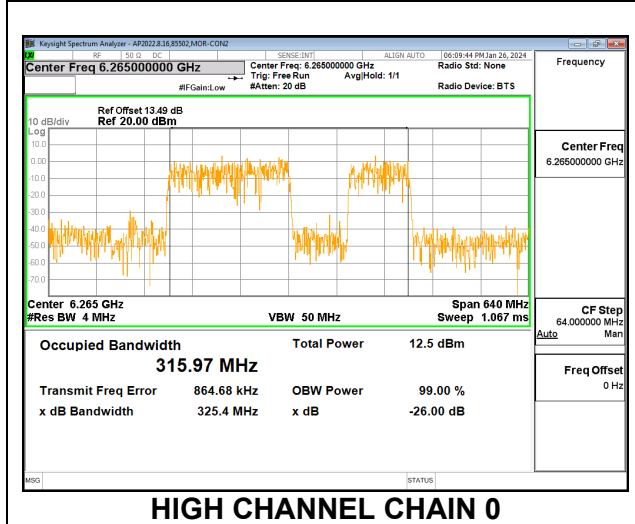 Keysight Spectrum Analyzer - AP2022.8.16,85502,MOR-CON2
RF 50 Ω DC SENSE:INT ALIGN AUTO 06:09:44 PM Jan 26, 2024
Center Freq 6.265000000 GHz
Center Freq: 6.265000000 GHz
Radio Std: None
Trig: Free Run Avg|Hold: 1/1
#IFGain:Low #Atten: 20 dB Radio Device: BTS
Ref Offset 13.49 dB
10 dB/div Ref 20.00 dBm
Log
10.0
0.00
-10.0
-20.0
-30.0
-40.0
-50.0
-60.0
-70.0
Center 6.265 GHz Span 640 MHz
#Res BW 4 MHz VBW 50 MHz Sweep 1.067 ms
Occupied Bandwidth Total Power 12.5 dBm
315.97 MHz
Transmit Freq Error 864.68 kHz OBW Power 99.00 %
x dB Bandwidth 325.4 MHz x dB -26.00 dB
Frequency
Center Freq
6.265000000 GHz
CF Step
64.000000 MHz
Auto Man
Freq Offset
0 Hz
MSG STATUS
HIGH CHANNEL CHAIN 0